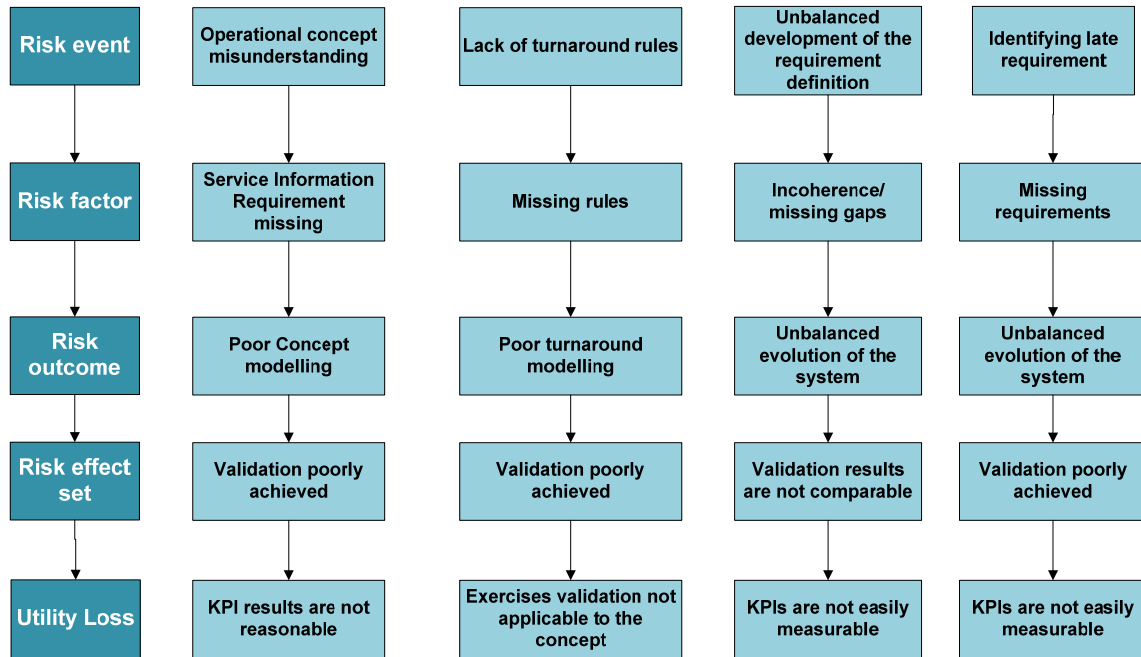 Risk event
Operational concept
misunderstanding
Lack of turnaround rules
Unbalanced
development of the
requirement
definition
Identifying late
requirement
Risk factor
Service Information
Requirement
missing
Missing rules
Incoherence/
missing gaps
Missing
requirements
Risk
outcome
Poor Concept
modelling
Poor turnaround
modelling
Unbalanced
evolution of the
system
Unbalanced
evolution of the
system
Risk effect
set
Validation poorly
achieved
Validation poorly
achieved
Validation results
are not comparable
Validation poorly
achieved
Utility Loss
KPI results are not
reasonable
Exercises validation not
applicable to the
concept
KPIs are not easily
measurable
KPIs are not easily
measurable